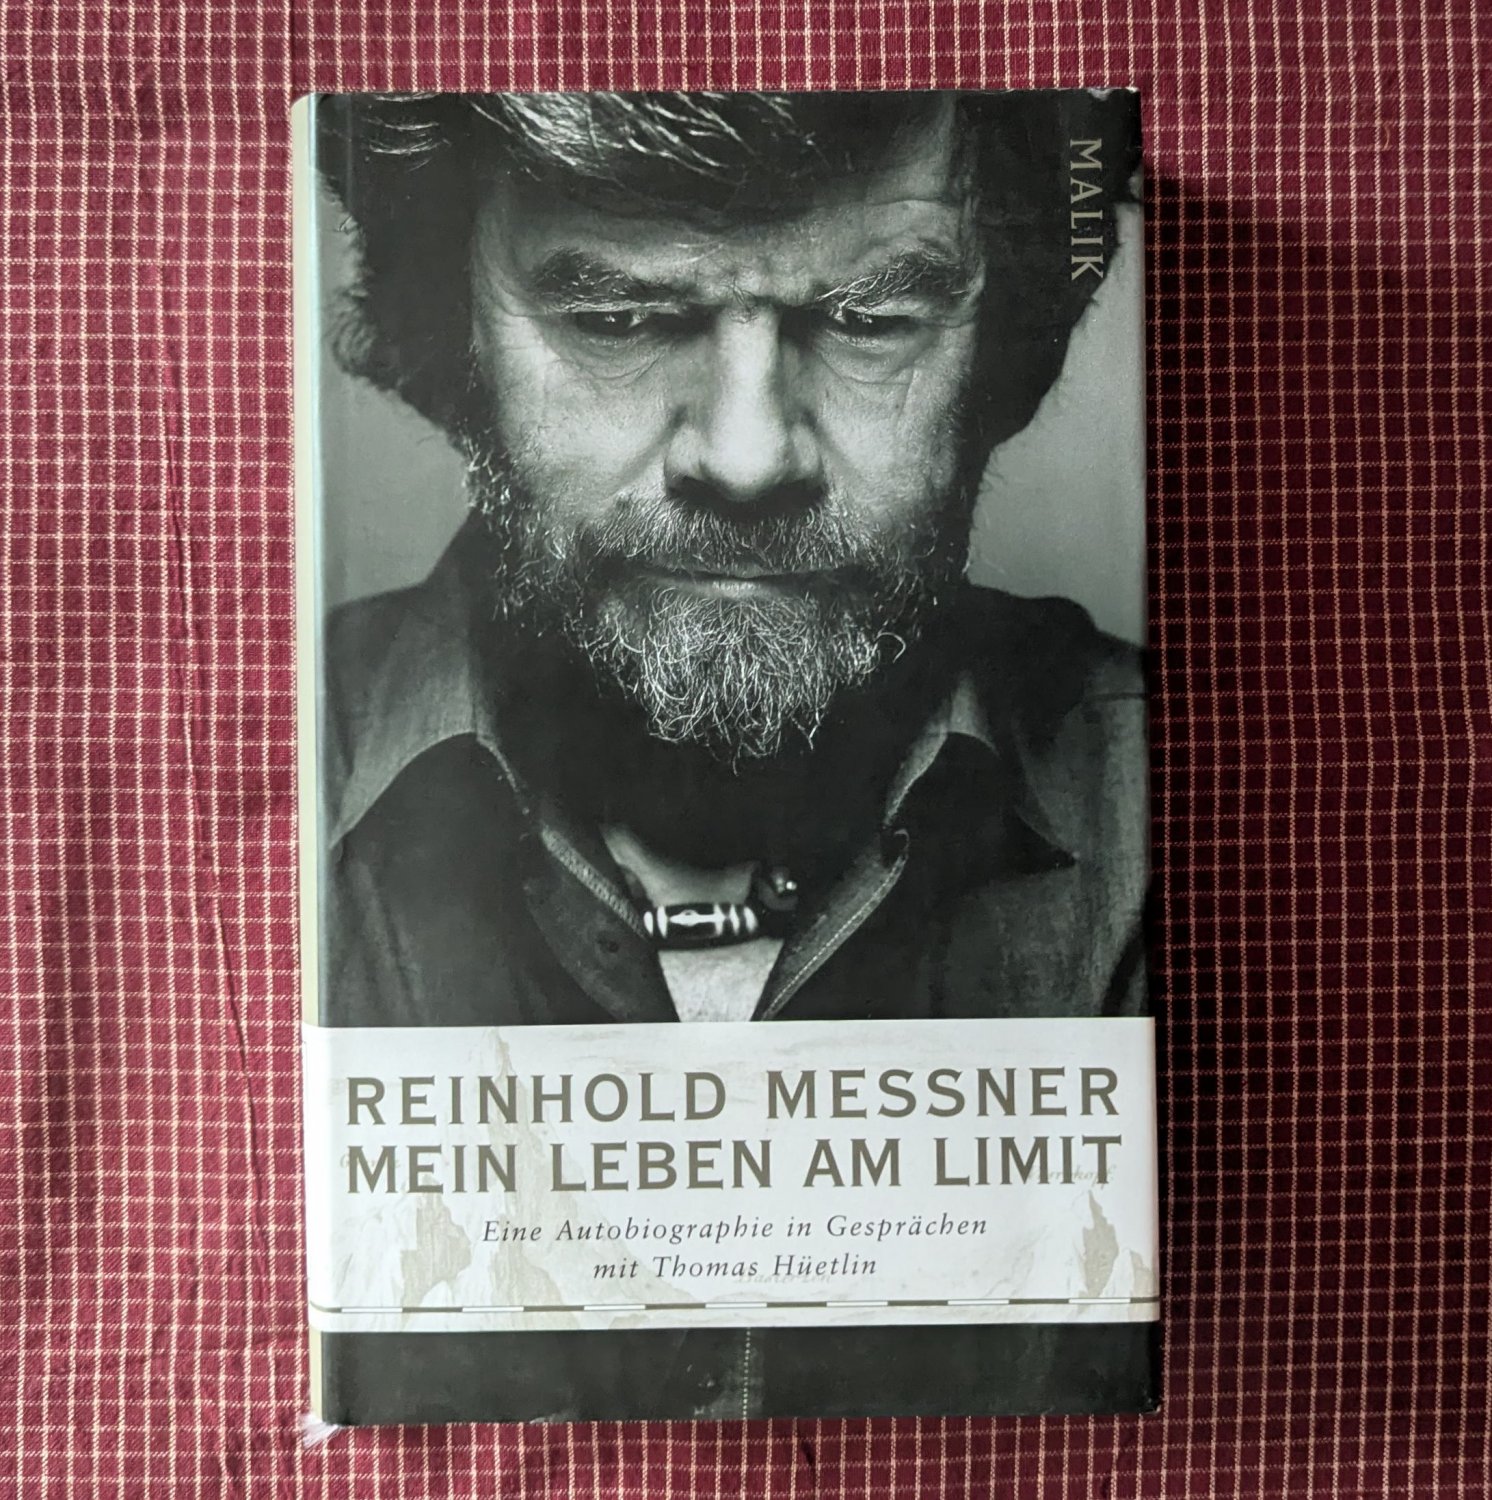 MALIK
REINHOLD MESSNER
MEIN LEBEN AM LIMIT
Eine Autobiographie in Gesprächen
mit Thomas Hüetlin